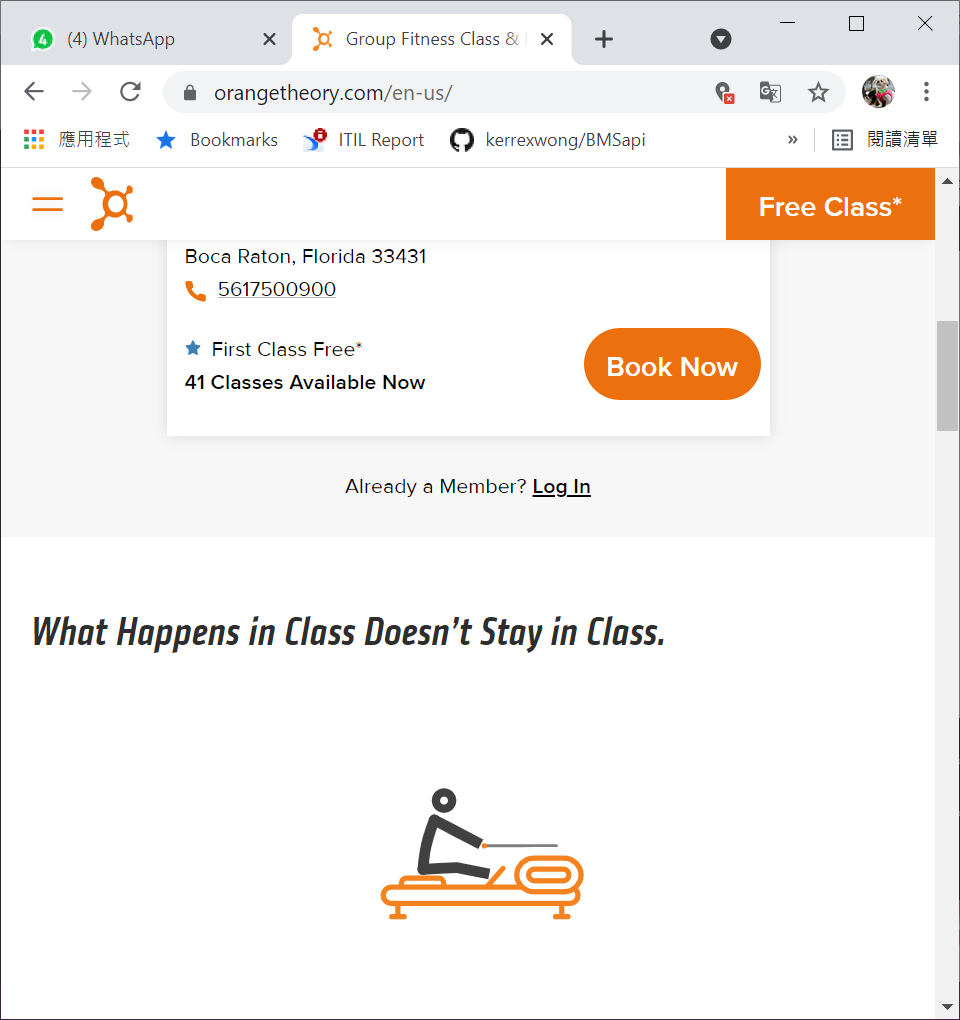 4 (4) WhatsApp Group Fitness Class &
orangetheory.com/en-us/
應用程式 Bookmarks ITIL Report kerrexwong/BMSapi » 閱讀清單
Free Class*
Boca Raton, Florida 33431
5617500900
First Class Free*
41 Classes Available Now
Book Now
Already a Member? Log In
What Happens in Class Doesn’t Stay in Class.